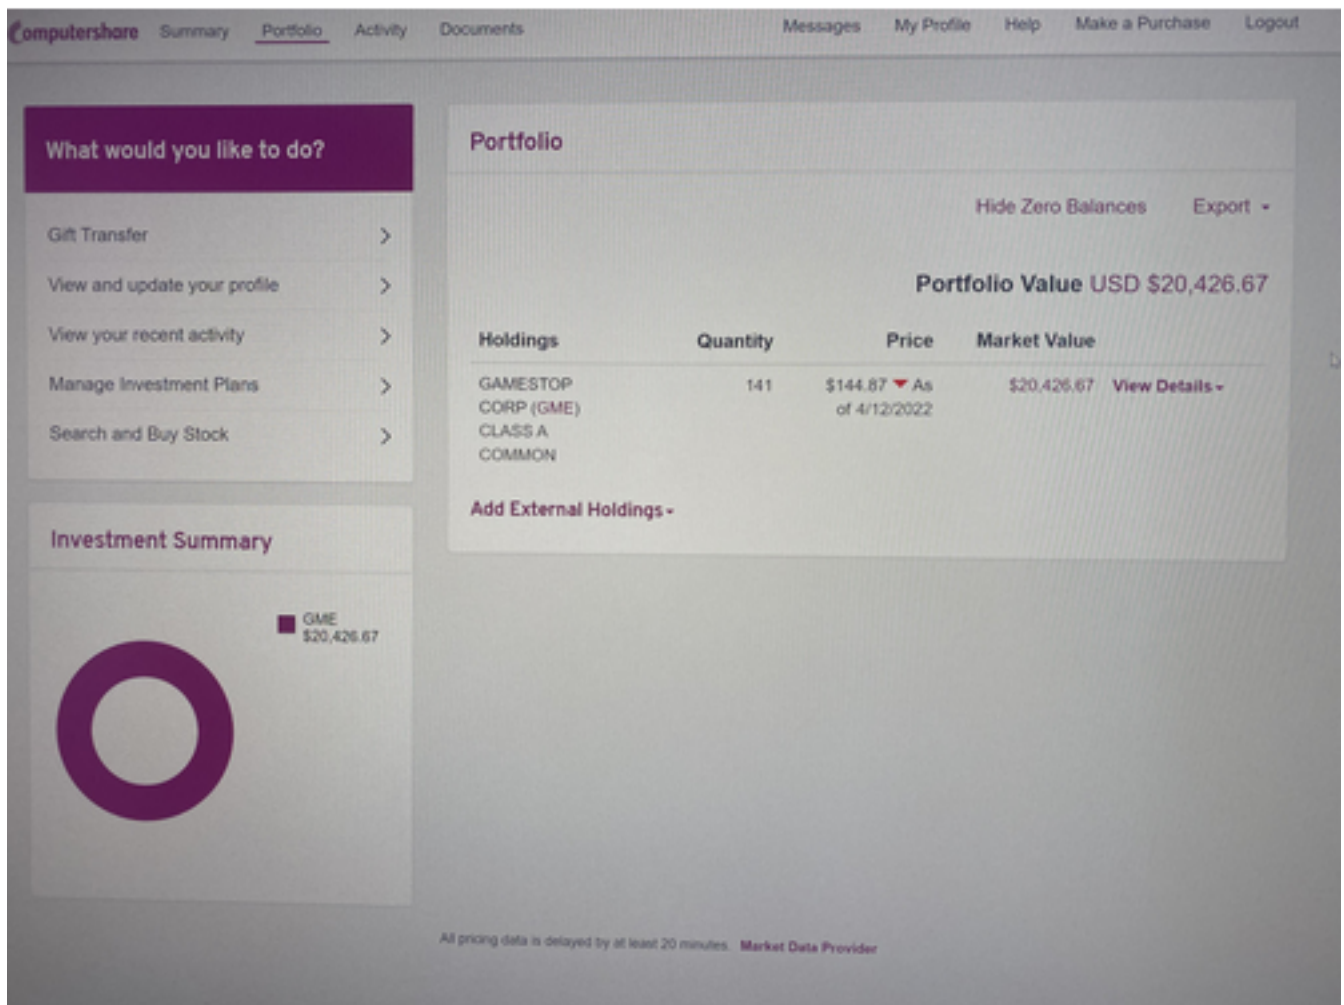 Computershare Summary Portfolio Activity Documents Messages My Profile Help Make a Purchase Logout
What would you like to do?
Gift Transfer
View and update your profile
View your recent activity
Manage Investment Plans
Search and Buy Stock
Investment Summary
GME
$20,426.67
Portfolio
Hide Zero Balances Export
Portfolio Value USD $20,426.67
Holdings Quantity Price Market Value
GAMESTOP 141 $144.87 As $20,426.67 View Details
CORP (GME) of 4/12/2022
CLASS A
COMMON
Add External Holdings
All pricing data is delayed by at least 20 minutes. Market Data Provider